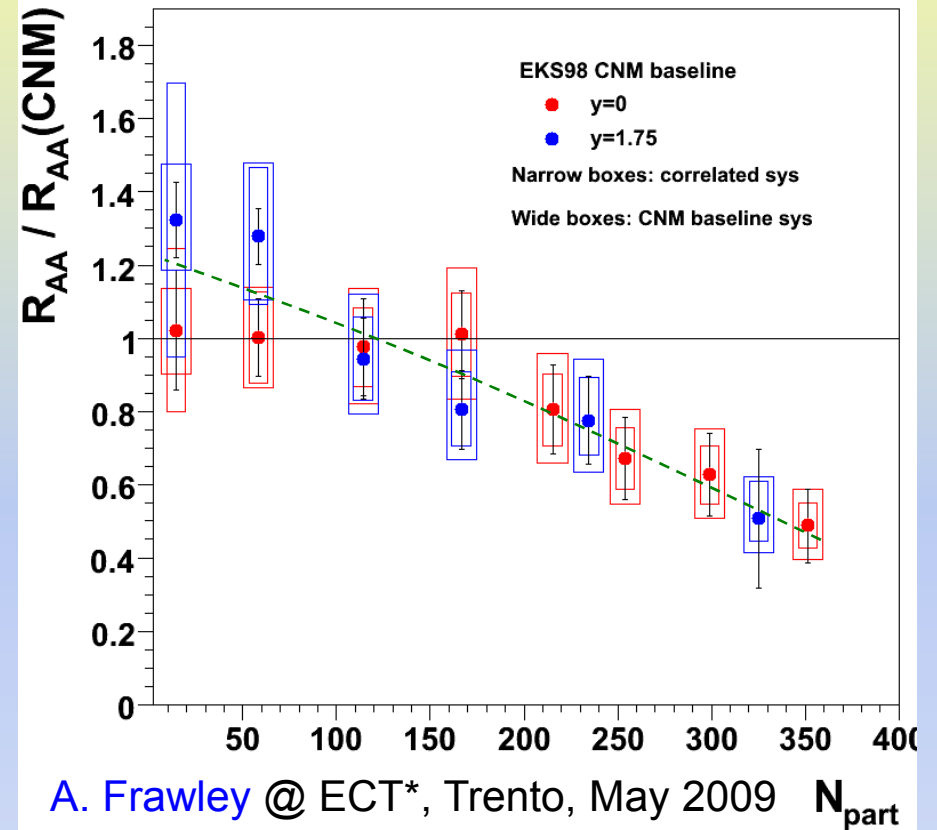 R_AA / R_AA(CNM)
1.8
1.6
1.4
1.2
1
0.8
0.6
0.4
0.2
0
EKS98 CNM baseline
y=0
y=1.75
Narrow boxes: correlated sys
Wide boxes: CNM baseline sys
50 100 150 200 250 300 350 400
A. Frawley @ ECT*, Trento, May 2009 N_part